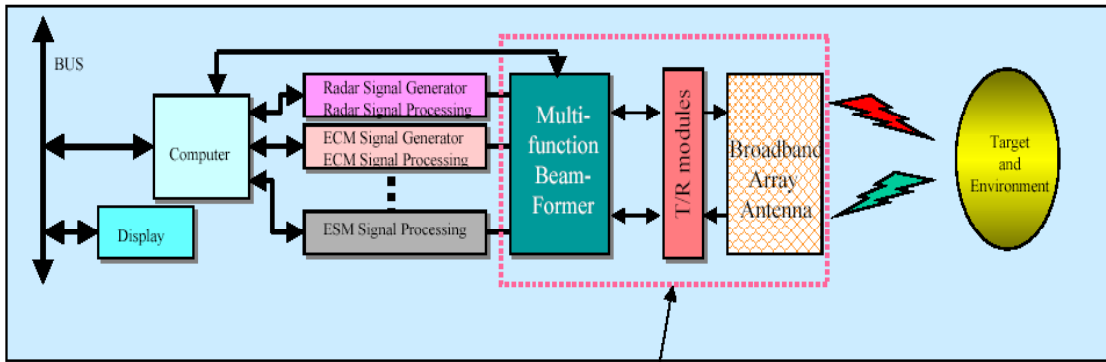 BUS
Computer
Display
Radar Signal Generator
Radar Signal Processing
ECM Signal Generator
ECM Signal Processing
ESM Signal Processing
Multi-
function
Beam-
Former
T/R modules
Broadband
Array
Antenna
Target
and
Environment